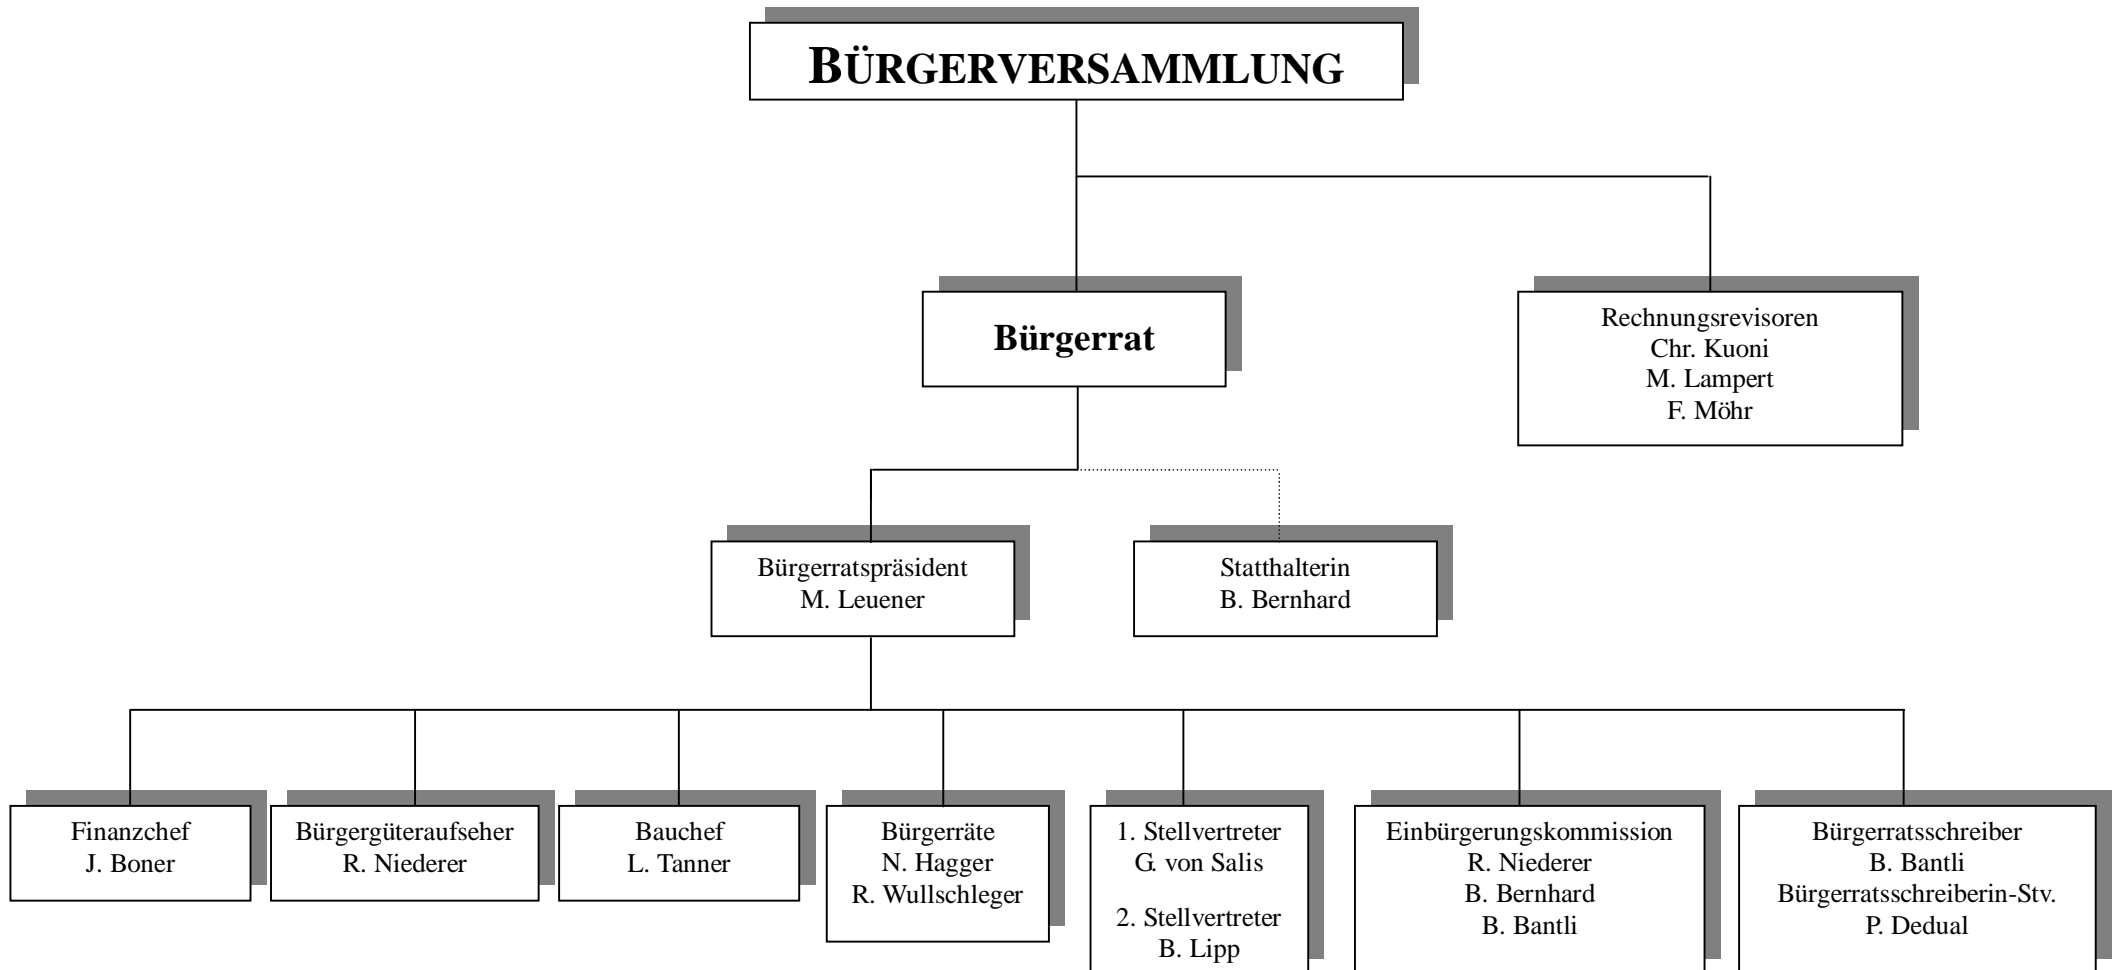 BÜRGERVERSAMMLUNG
Bürgerrat
Rechnungsrevisoren
Chr. Kuoni
M. Lampert
F. Möhr
Bürgerratspräsident
M. Leuener
Statthalterin
B. Bernhard
Finanzchef
J. Boner
Bürgergüteraufseher
R. Niederer
Bauchef
L. Tanner
Bürgerräte
N. Hagger
R. Wullschleger
1. Stellvertreter
G. von Salis
2. Stellvertreter
B. Lipp
Einbürgerungskommission
R. Niederer
B. Bernhard
B. Bantli
Bürgerratsschreiber
B. Bantli
Bürgerratsschreiberin-Stv.
P. Dedual